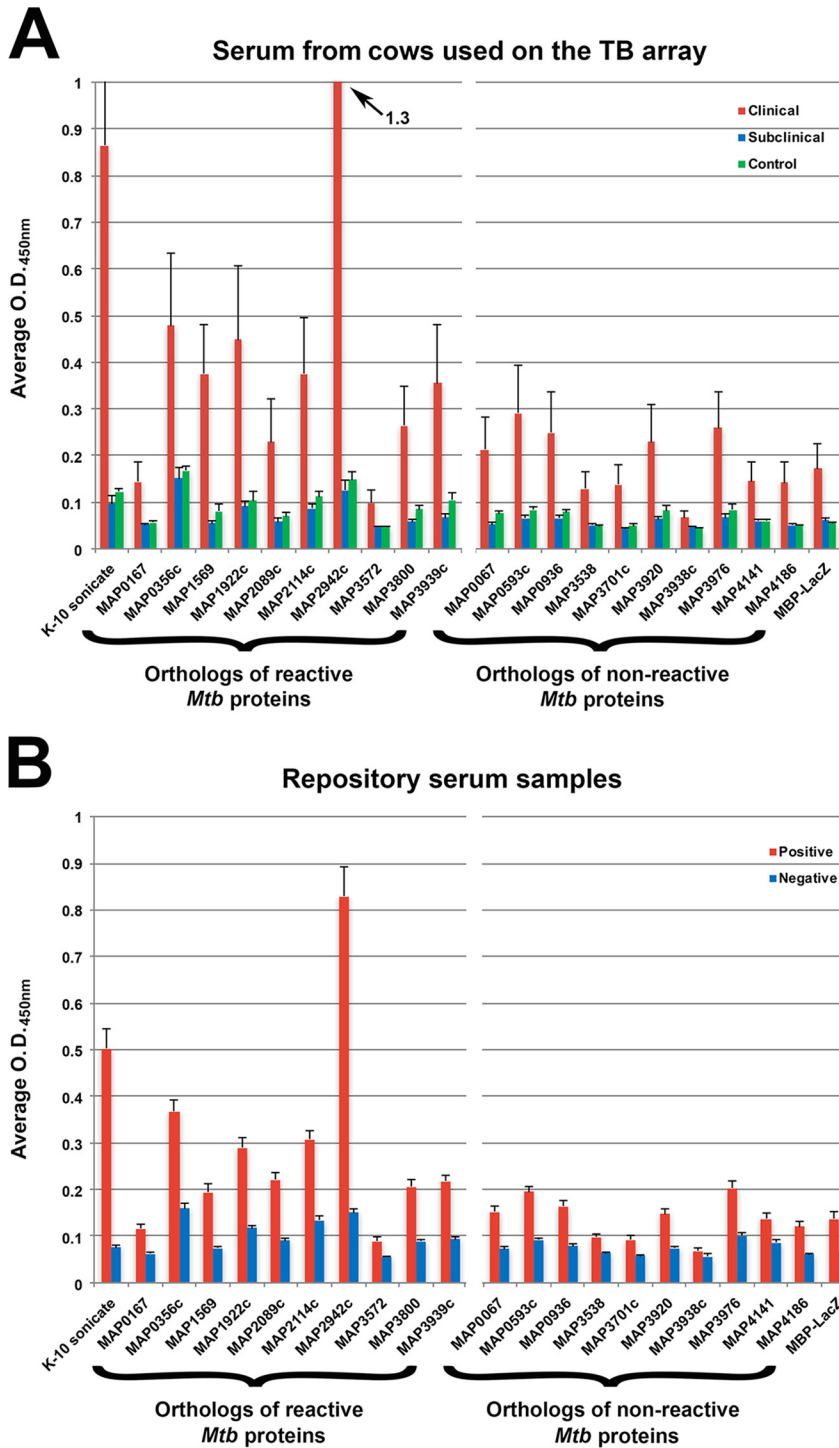 A
Serum from cows used on the TB array
1
0.9
0.8
0.7
0.6
0.5
0.4
0.3
0.2
0.1
0
Average O.D.450nm
1.3
Clinical
Subclinical
Control
K-10 sonicate
MAP0167
MAP0356c
MAP1569
MAP1922c
MAP2089c
MAP2114c
MAP2942c
MAP3572
MAP3800
MAP3939c
MAP0067
MAP0593c
MAP0936
MAP3538
MAP3701c
MAP3920
MAP3938c
MAP3976
MAP4141
MAP4186
MBP-LacZ
Orthologs of reactive
Mtb proteins
Orthologs of non-reactive
Mtb proteins
B
Repository serum samples
1
0.9
0.8
0.7
0.6
0.5
0.4
0.3
0.2
0.1
0
Average O.D.450nm
Positive
Negative
K-10 sonicate
MAP0167
MAP0356c
MAP1569
MAP1922c
MAP2089c
MAP2114c
MAP2942c
MAP3572
MAP3800
MAP3939c
MAP0067
MAP0593c
MAP0936
MAP3538
MAP3701c
MAP3920
MAP3938c
MAP3976
MAP4141
MAP4186
MBP-LacZ
Orthologs of reactive
Mtb proteins
Orthologs of non-reactive
Mtb proteins